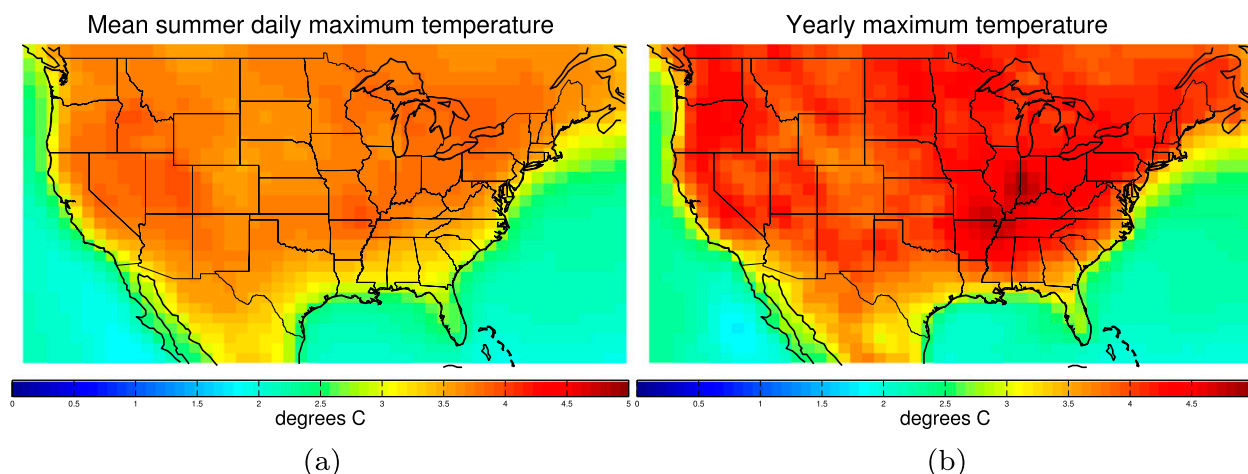 Mean summer daily maximum temperature
Yearly maximum temperature
0 0.5 1 1.5 2 2.5 3 3.5 4 4.5 5
0 0.5 1 1.5 2 2.5 3 3.5 4 4.5
degrees C
degrees C
(a)
(b)